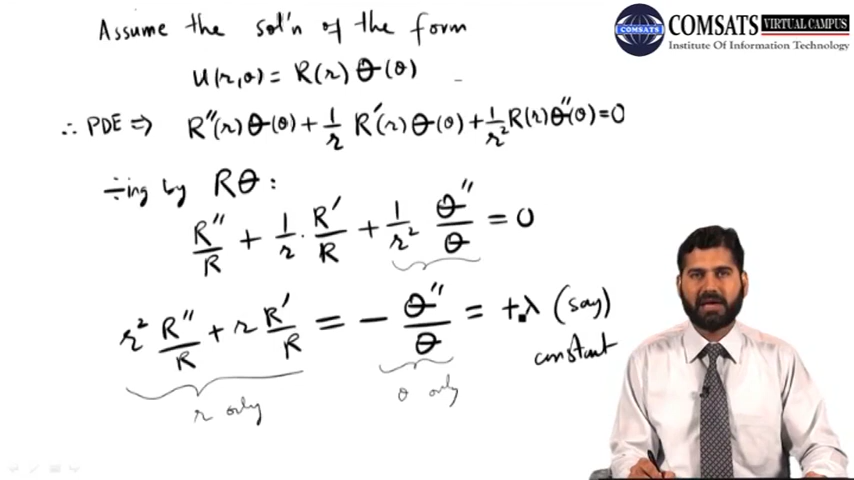 Assume the sol'n of the form
COMSATS VIRTUAL CAMPUS
Institute Of Information Technology
COMSATS
u(r,θ) = R(r) Θ(θ)
∴ PDE ⇒ R''(r) Θ(θ) + 1/r R'(r) Θ(θ) + 1/r² R(r) Θ''(θ) = 0
÷ing by RΘ :
R''/R + 1/r . R'/R + 1/r² Θ''/Θ = 0
r² R''/R + r R'/R = - Θ''/Θ = +λ (say)
constant
r only
θ only